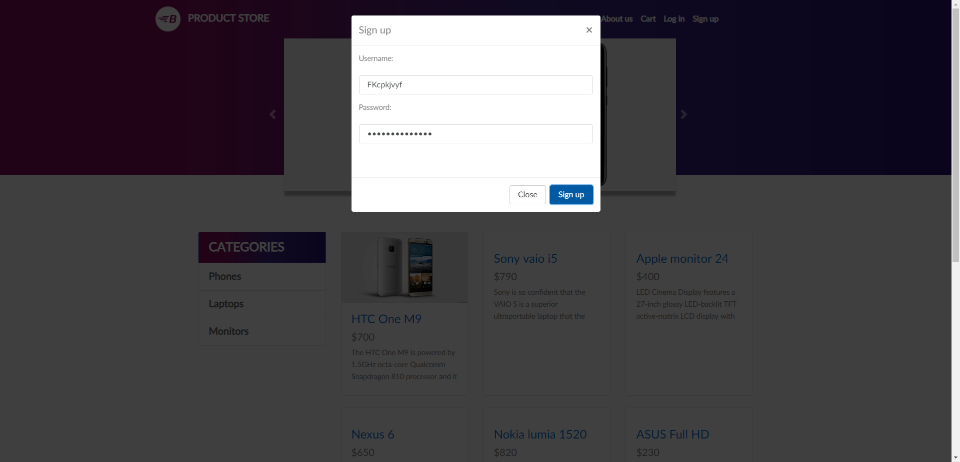 PRODUCT STORE
About us Cart Log in Sign up
Sign up
×
Username:
FKcpkjvyf
Password:
••••••••••••••
Close Sign up
CATEGORIES
Phones
Laptops
Monitors
HTC One M9
$700
The HTC One M9 is powered by
1.5GHz octa-core Qualcomm
Snapdragon 810 processor and it
Sony vaio i5
$790
Sony is so confident that the
VAIO S is a superior
ultraportable laptop that the
Apple monitor 24
$400
LED Cinema Display features a
27-inch glossy LED-backlit TFT
active-matrix LCD display with
Nexus 6
$650
Nokia lumia 1520
$820
ASUS Full HD
$230